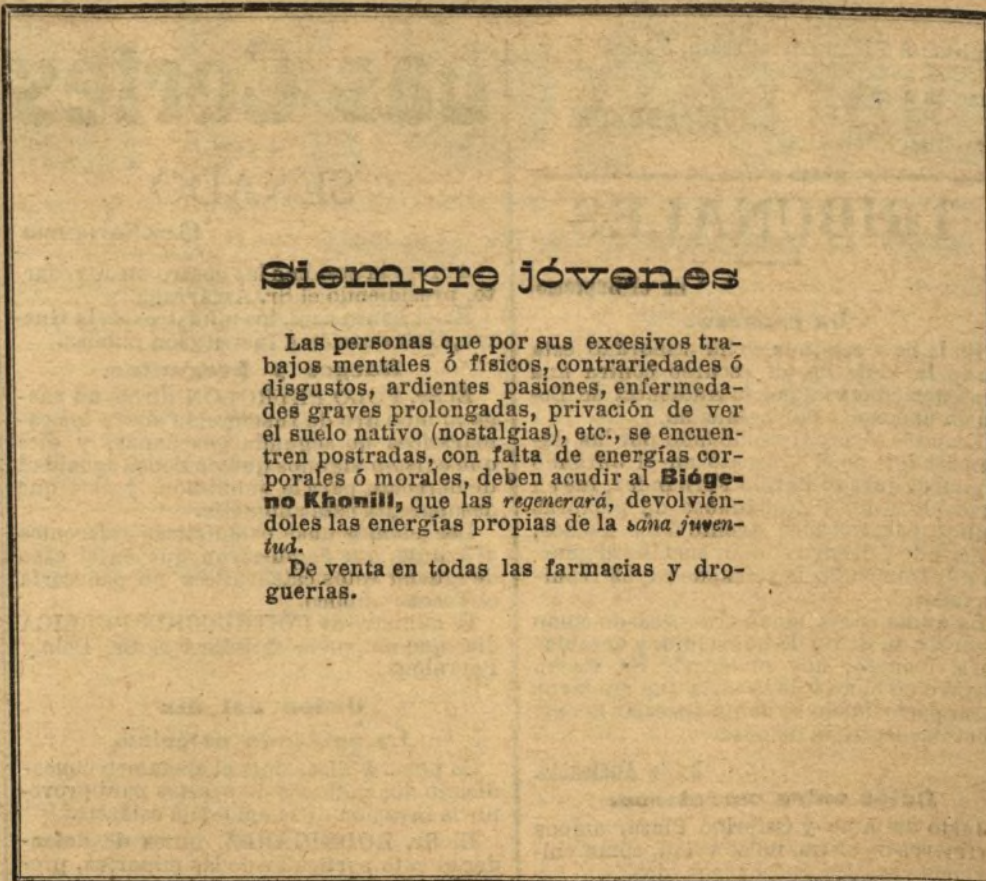 Siempre jóvenes
Las personas que por sus excesivos tra-
bajos mentales ó físicos, contrariedades ó
disgustos, ardientes pasiones, enfermeda-
des graves prolongadas, privación de ver
el suelo nativo (nostalgias), etc., se encuen-
tren postradas, con falta de energías cor-
porales ó morales, deben acudir al Bióge-
no Khonill, que las regenerará, devolvién-
doles las energías propias de la sana juven-
tud.
De venta en todas las farmacias y dro-
guerías.